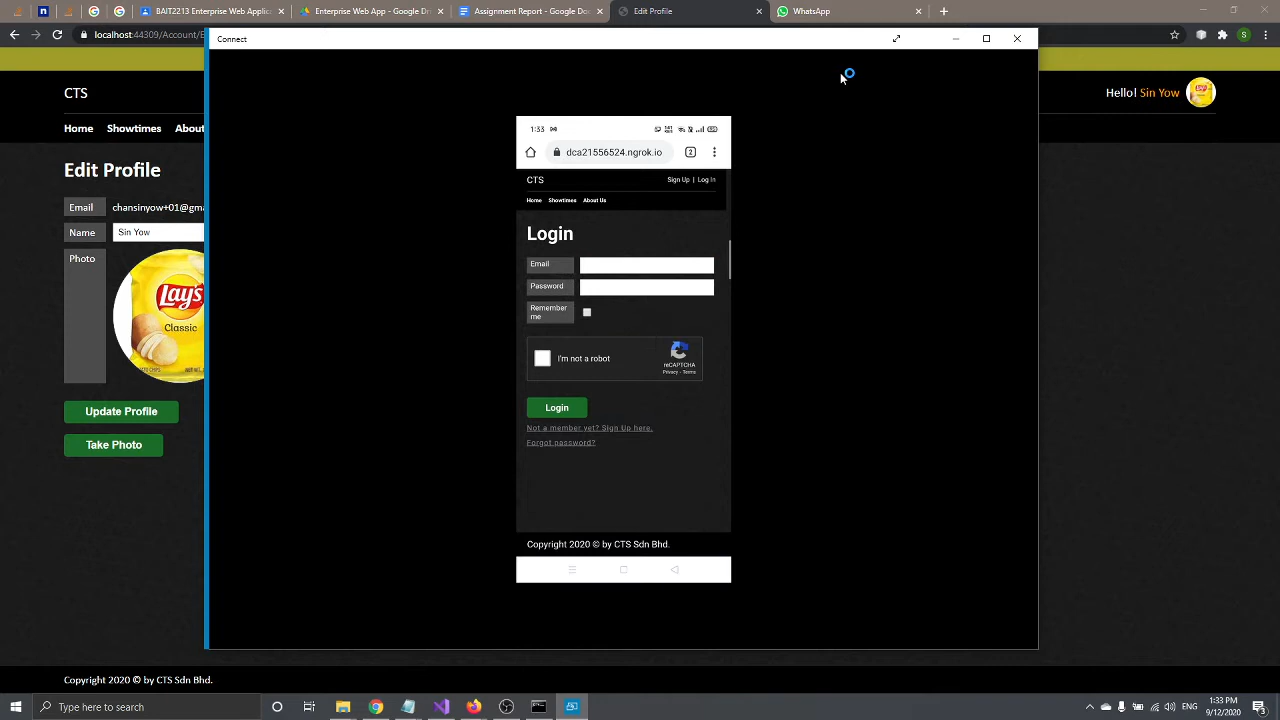 BAIT2213 Enterprise Web Applic
Enterprise Web App - Google Dr
Assignment Report - Google Doc
Edit Profile
WhatsApp
localhost:44309/Account/E
Connect
CTS
Hello! Sin Yow
Home
Showtimes
Abou
Edit Profile
Email
chansinyow+01@gma
Name
Sin Yow
Photo
Lay's
Classic
Update Profile
Take Photo
1:33
dca21556524.ngrok.io
2
CTS
Sign Up | Log In
Home
Showtimes
About Us
Login
Email
Password
Remember
me
I'm not a robot
reCAPTCHA
Privacy - Terms
Login
Not a member yet? Sign Up here.
Forgot password?
Copyright 2020 © by CTS Sdn Bhd.
Copyright 2020 © by CTS Sdn Bhd.
Type here to search
ENG
1:33 PM
9/12/2020